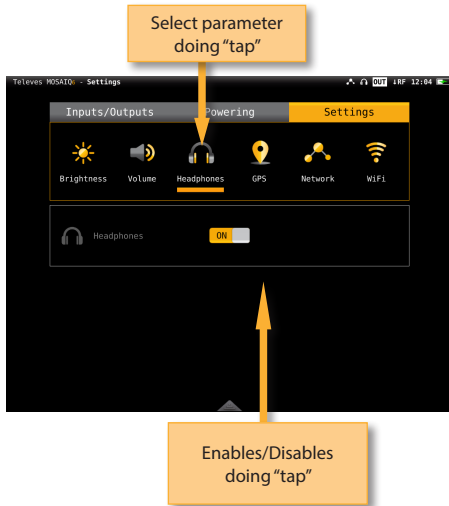 Select parameter
doing "tap"
Televes MOSAIQ6 - Settings OUT ↓RF 12:04
Inputs/Outputs Powering Settings
Brightness Volume Headphones GPS Network WiFi
Headphones ON
Enables/Disables
doing "tap"